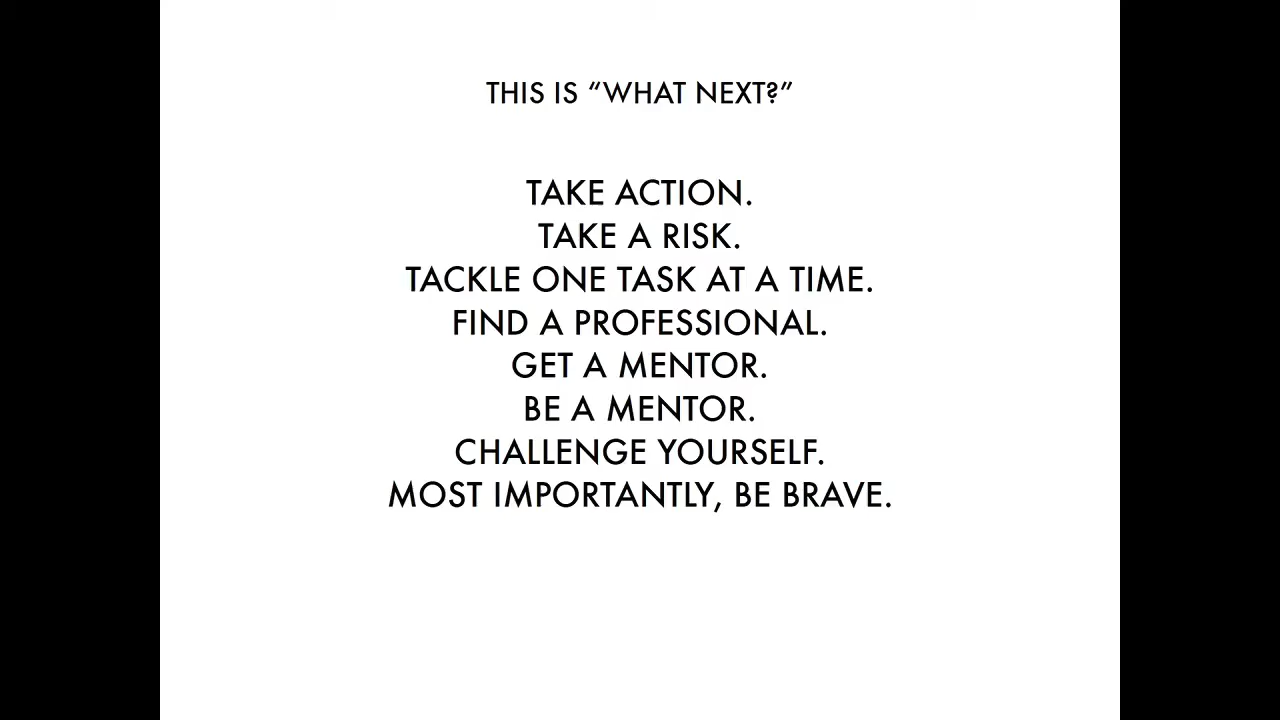 THIS IS “WHAT NEXT?”
TAKE ACTION.
TAKE A RISK.
TACKLE ONE TASK AT A TIME.
FIND A PROFESSIONAL.
GET A MENTOR.
BE A MENTOR.
CHALLENGE YOURSELF.
MOST IMPORTANTLY, BE BRAVE.